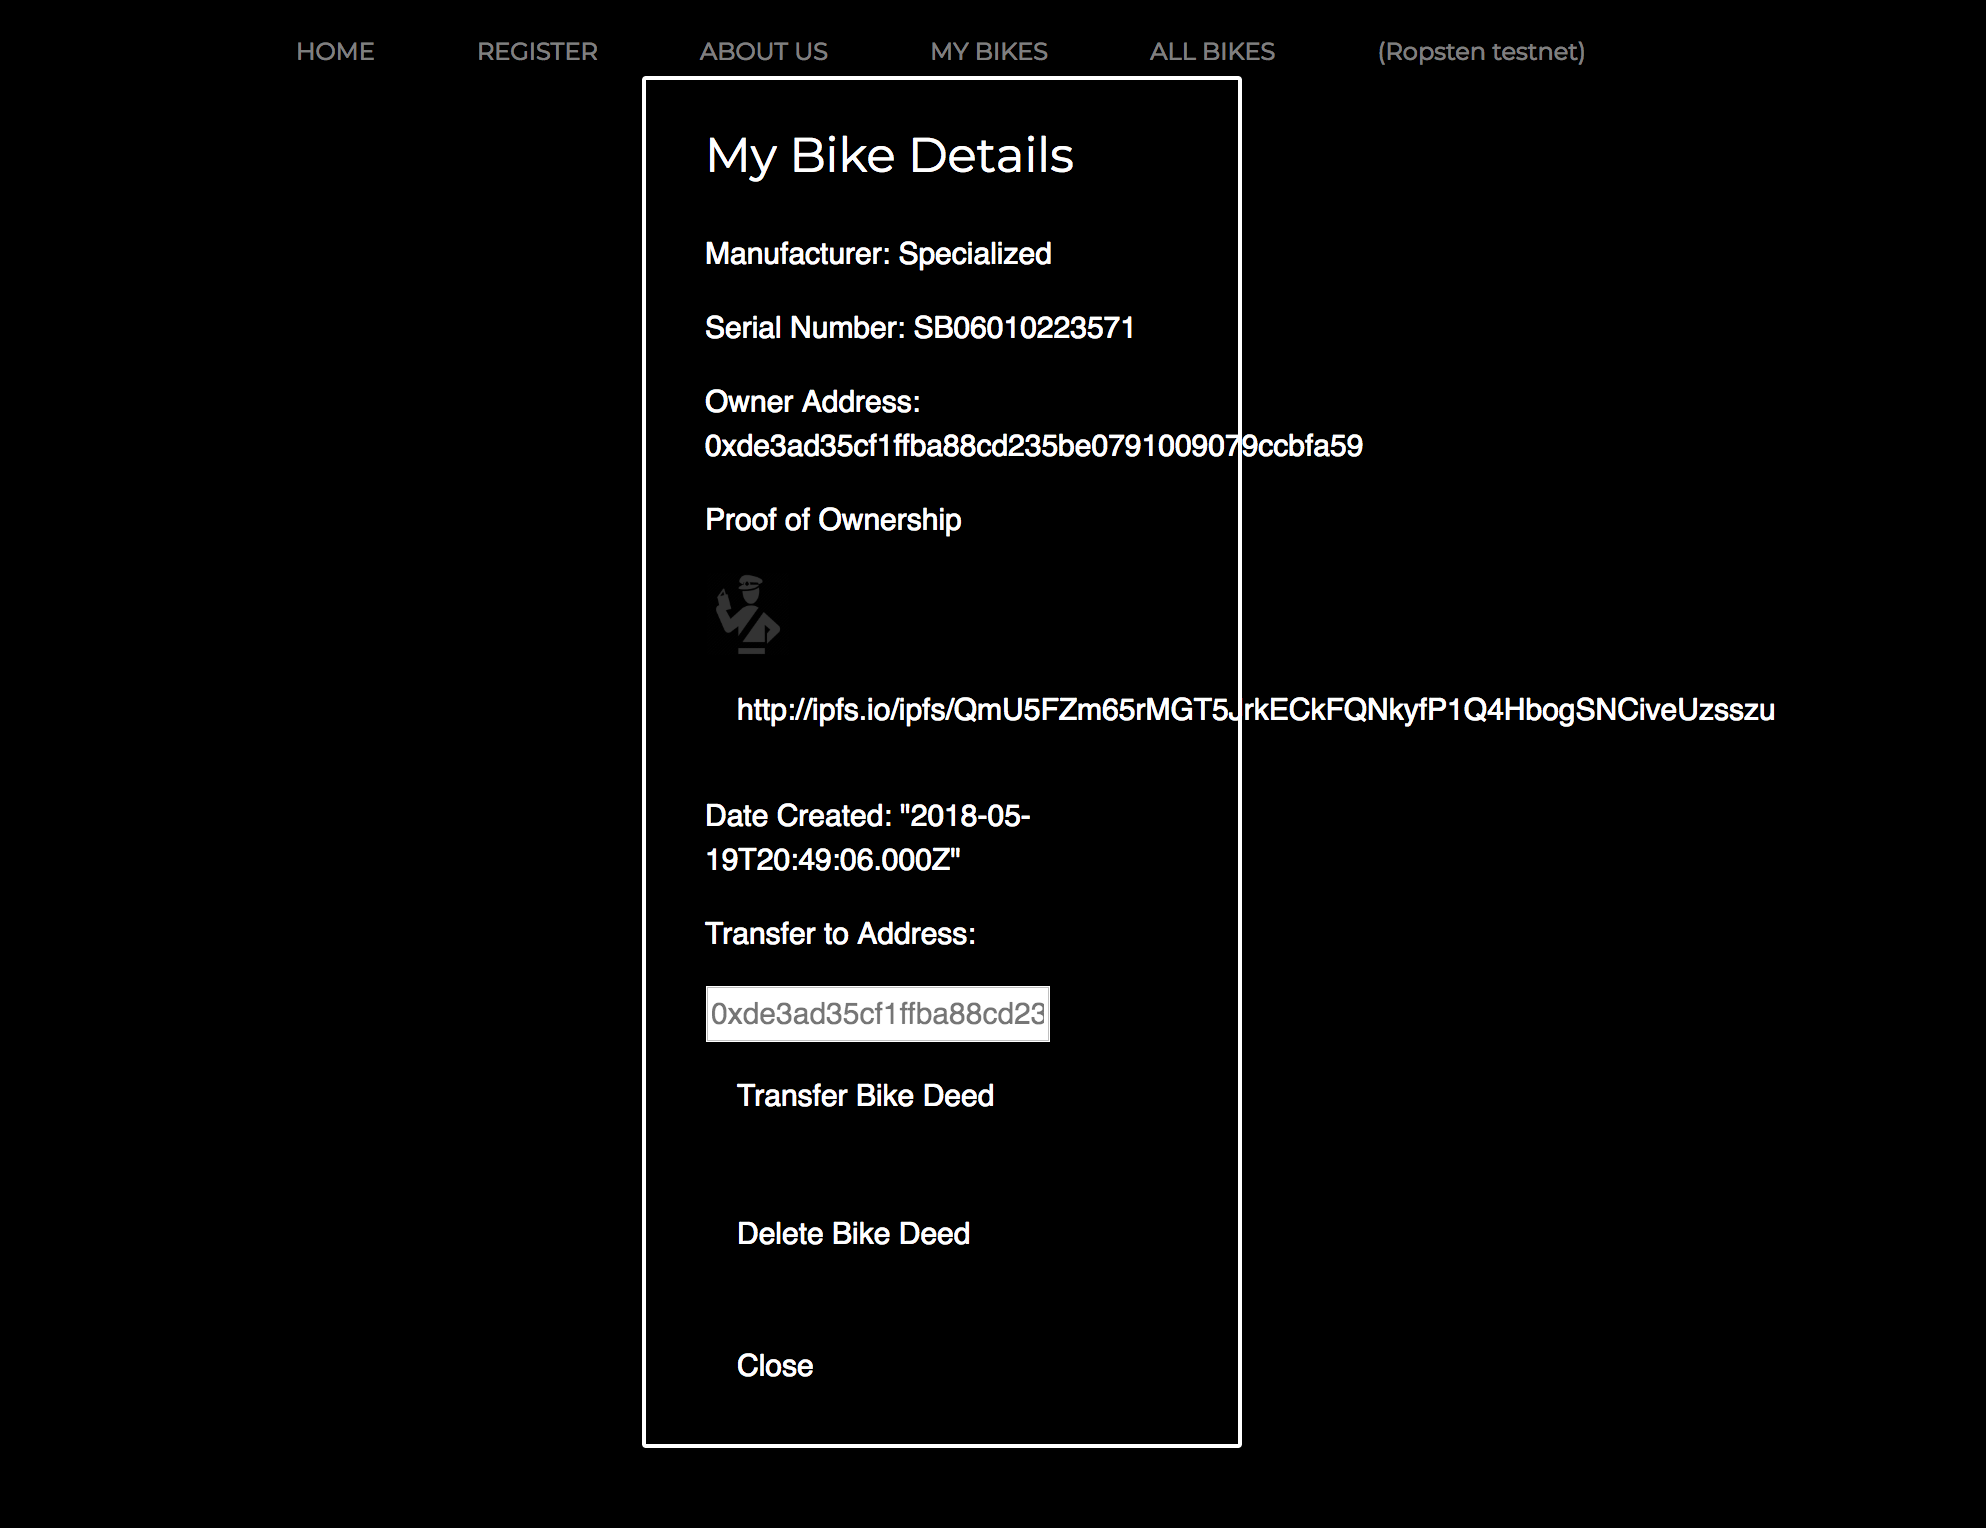 HOME REGISTER ABOUT US MY BIKES ALL BIKES (Ropsten testnet)
My Bike Details
Manufacturer: Specialized
Serial Number: SB06010223571
Owner Address:
0xde3ad35cf1ffba88cd235be0791009079ccbfa59
Proof of Ownership
http://ipfs.io/ipfs/QmU5FZm65rMGT5JrkECkFQNkyfP1Q4HbogSNCiveUzsszu
Date Created: "2018-05-
19T20:49:06.000Z"
Transfer to Address:
0xde3ad35cf1ffba88cd23
Transfer Bike Deed
Delete Bike Deed
Close